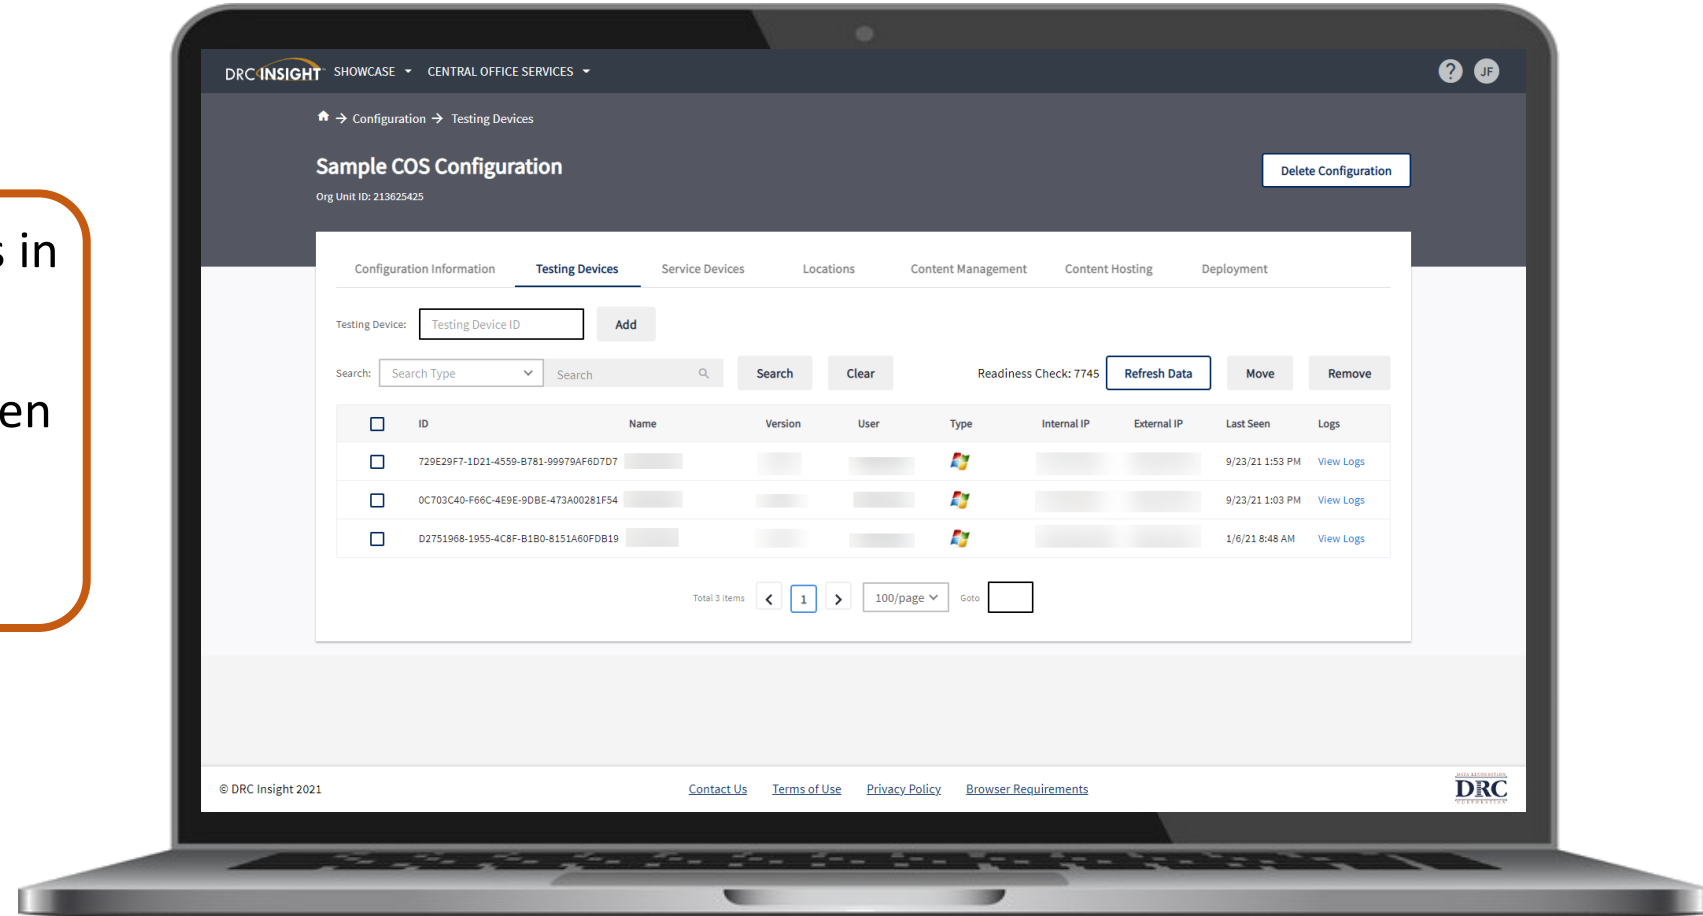 s in
en
DRC INSIGHT SHOWCASE CENTRAL OFFICE SERVICES ? JF
Configuration Testing Devices
Sample COS Configuration
Delete Configuration
Org Unit ID: 213625425
Configuration Information Testing Devices Service Devices Locations Content Management Content Hosting Deployment
Testing Device: Testing Device ID Add
Search: Search Type Search Search Clear Readiness Check: 7745 Refresh Data Move Remove
ID Name Version User Type Internal IP External IP Last Seen Logs
729E29F7-1D21-4559-B781-99979AF6D7D7 9/23/21 1:53 PM View Logs
0C703C40-F66C-4E9E-9DBE-473A00281F54 9/23/21 1:03 PM View Logs
D2751968-1955-4C8F-B1B0-8151A60FDB19 1/6/21 8:48 AM View Logs
Total 3 items 1 100/page Goto
© DRC Insight 2021 Contact Us Terms of Use Privacy Policy Browser Requirements
DRC